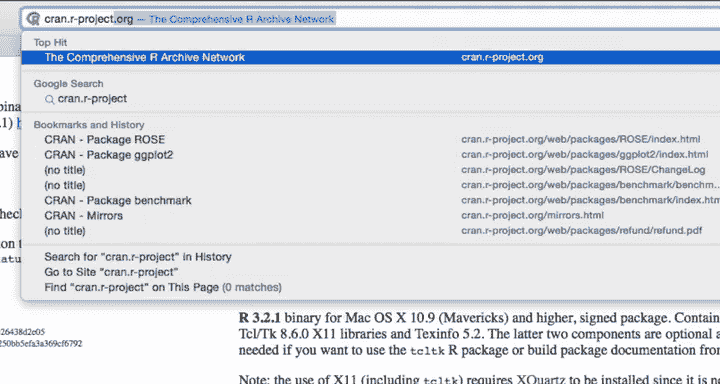 cran.r-project.org — The Comprehensive R Archive Network
Top Hit
The Comprehensive R Archive Network cran.r-project.org
Google Search
cran.r-project
Bookmarks and History
CRAN - Package ROSE cran.r-project.org/web/packages/ROSE/index.html
CRAN - Package ggplot2 cran.r-project.org/web/packages/ggplot2/index.html
(no title) cran.r-project.org/web/packages/ROSE/ChangeLog
(no title) cran.r-project.org/web/packages/benchmark/benchm...
CRAN - Package benchmark cran.r-project.org/web/packages/benchmark/index.htm
CRAN - Mirrors cran.r-project.org/mirrors.html
(no title) cran.r-project.org/web/packages/refund/refund.pdf
Search for "cran.r-project" in History
Go to Site "cran.r-project"
Find "cran.r-project" on This Page (0 matches)
26438d2e05
250bb5efa3a369cf6792
R 3.2.1 binary for Mac OS X 10.9 (Mavericks) and higher, signed package. Contain
Tcl/Tk 8.6.0 X11 libraries and Texinfo 5.2. The latter two components are optional a
needed if you want to use the tcltk R package or build package documentation from
Note: the use of X11 (including tcltk) requires XQuartz to be installed since it is no